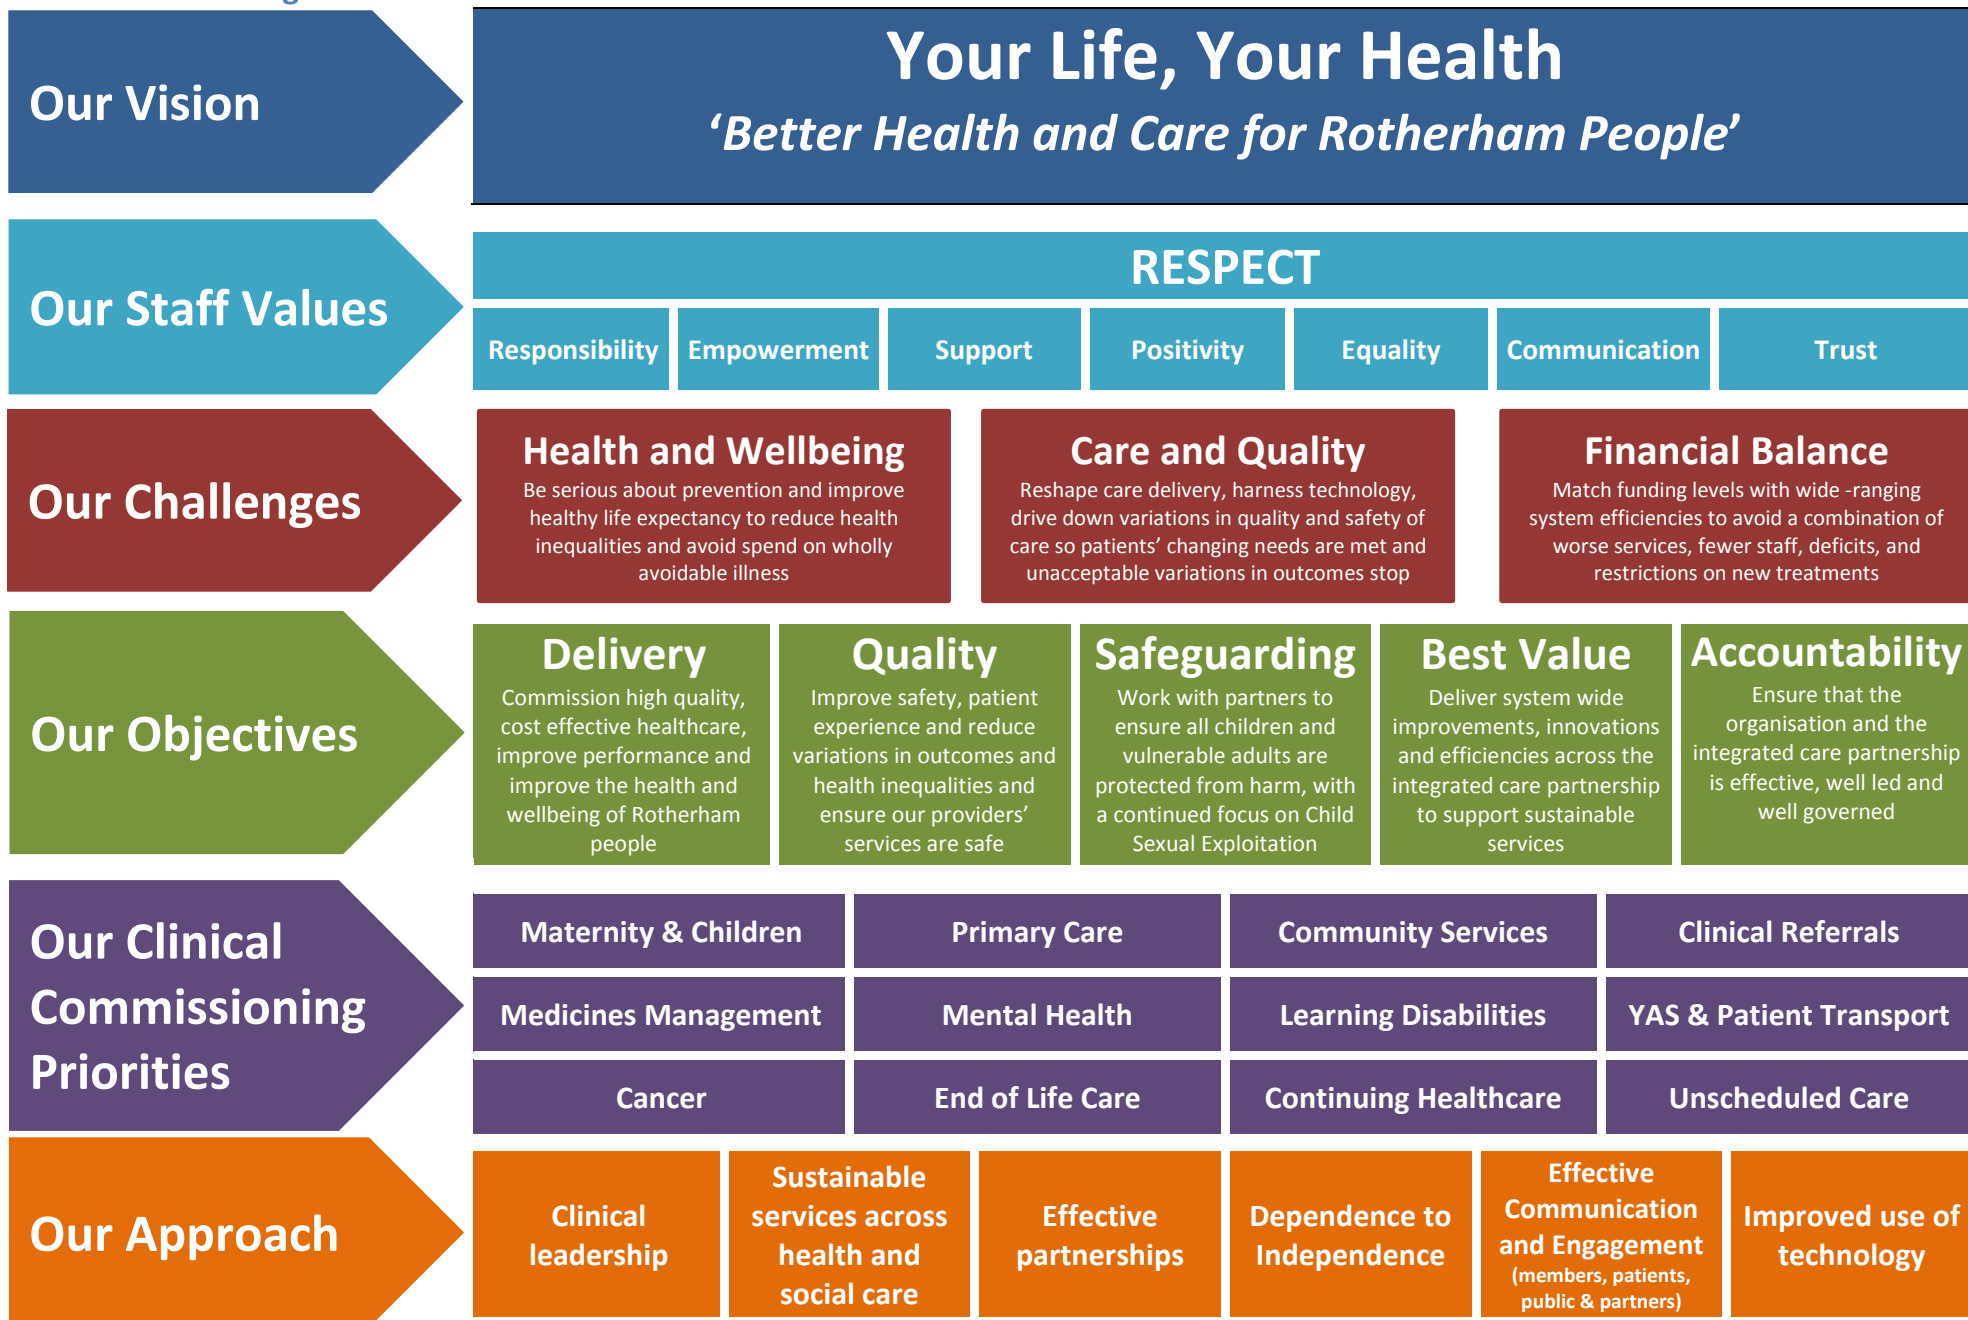 Our Vision
Your Life, Your Health
‘Better Health and Care for Rotherham People’
Our Staff Values
RESPECT
Responsibility
Empowerment
Support
Positivity
Equality
Communication
Trust
Our Challenges
Health and Wellbeing
Be serious about prevention and improve
healthy life expectancy to reduce health
inequalities and avoid spend on wholly
avoidable illness
Care and Quality
Reshape care delivery, harness technology,
drive down variations in quality and safety of
care so patients’ changing needs are met and
unacceptable variations in outcomes stop
Financial Balance
Match funding levels with wide -ranging
system efficiencies to avoid a combination of
worse services, fewer staff, deficits, and
restrictions on new treatments
Our Objectives
Delivery
Commission high quality,
cost effective healthcare,
improve performance and
improve the health and
wellbeing of Rotherham
people
Quality
Improve safety, patient
experience and reduce
variations in outcomes and
health inequalities and
ensure our providers’
services are safe
Safeguarding
Work with partners to
ensure all children and
vulnerable adults are
protected from harm, with
a continued focus on Child
Sexual Exploitation
Best Value
Deliver system wide
improvements, innovations
and efficiencies across the
integrated care partnership
to support sustainable
services
Accountability
Ensure that the
organisation and the
integrated care partnership
is effective, well led and
well governed
Our Clinical
Commissioning
Priorities
Maternity & Children
Primary Care
Community Services
Clinical Referrals
Medicines Management
Mental Health
Learning Disabilities
YAS & Patient Transport
Cancer
End of Life Care
Continuing Healthcare
Unscheduled Care
Our Approach
Clinical
leadership
Sustainable
services across
health and
social care
Effective
partnerships
Dependence to
Independence
Effective
Communication
and Engagement
(members, patients,
public & partners)
Improved use of
technology